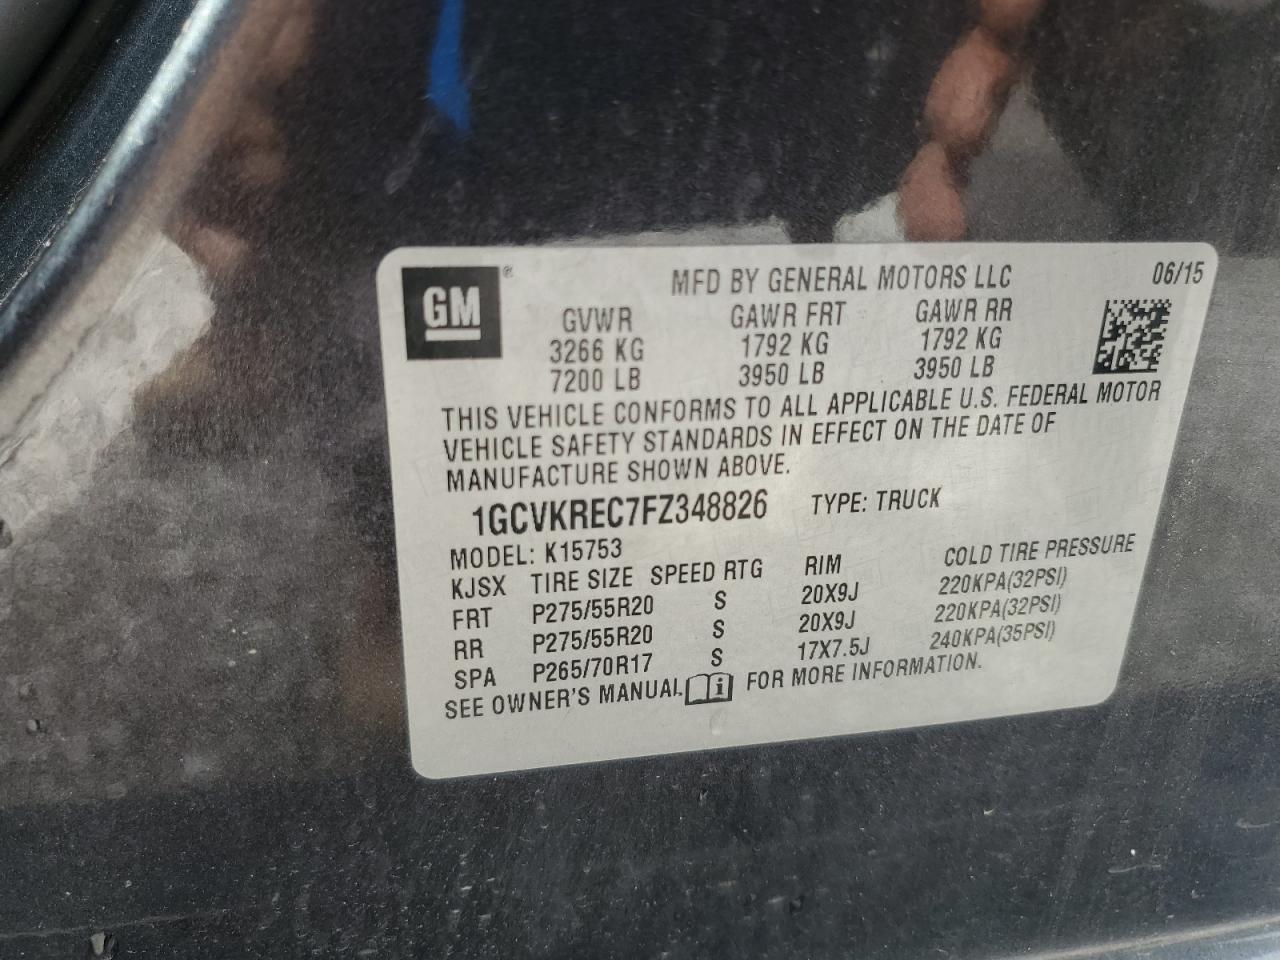 GM®
MFD BY GENERAL MOTORS LLC 06/15
GVWR GAWR FRT GAWR RR
3266 KG 1792 KG 1792 KG
7200 LB 3950 LB 3950 LB
THIS VEHICLE CONFORMS TO ALL APPLICABLE U.S. FEDERAL MOTOR
VEHICLE SAFETY STANDARDS IN EFFECT ON THE DATE OF
MANUFACTURE SHOWN ABOVE.
1GCVKREC7FZ348826 TYPE: TRUCK
MODEL: K15753
KJSX TIRE SIZE SPEED RTG RIM COLD TIRE PRESSURE
FRT P275/55R20 S 20X9J 220KPA(32PSI)
RR P275/55R20 S 20X9J 220KPA(32PSI)
SPA P265/70R17 S 17X7.5J 240KPA(35PSI)
SEE OWNER'S MANUAL i FOR MORE INFORMATION.